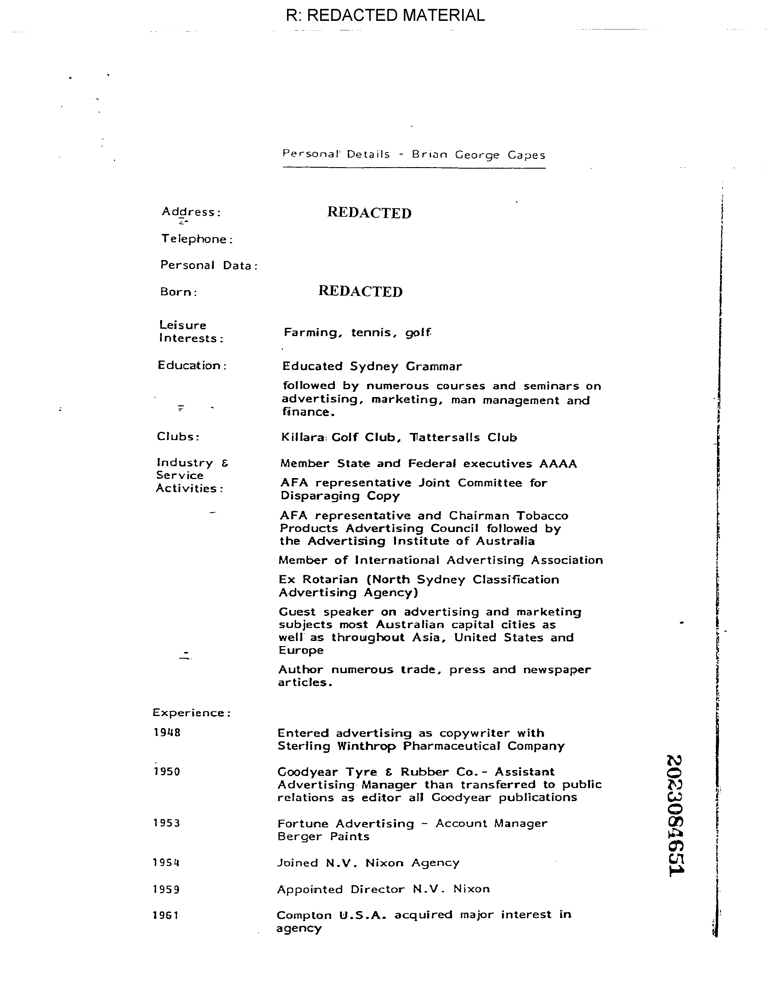 R: REDACTED MATERIAL
Personal Details - Brian George Gapes
Address: REDACTED
Telephone:
Personal Data:
Born: REDACTED
Leisure
Interests: Farming, tennis, golf
Education: Educated Sydney Grammar
followed by numerous courses and seminars on
advertising, marketing, man management and
finance.
Clubs: Killara Golf Club, Tattersalls Club
Industry & Member State and Federal executives AAAA
Service
Activities: AFA representative Joint Committee for
Disparaging Copy
AFA representative and Chairman Tobacco
Products Advertising Council followed by
the Advertising Institute of Australia
Member of International Advertising Association
Ex Rotarian (North Sydney Classification
Advertising Agency)
Guest speaker on advertising and marketing
subjects most Australian capital cities as
well as throughout Asia, United States and
Europe
Author numerous trade, press and newspaper
articles.
Experience:
1948 Entered advertising as copywriter with
Sterling Winthrop Pharmaceutical Company
1950 Goodyear Tyre & Rubber Co. - Assistant
Advertising Manager than transferred to public
relations as editor all Goodyear publications
1953 Fortune Advertising - Account Manager
Berger Paints
1954 Joined N.V. Nixon Agency
1959 Appointed Director N.V. Nixon
1961 Compton U.S.A. acquired major interest in
agency
2023084651